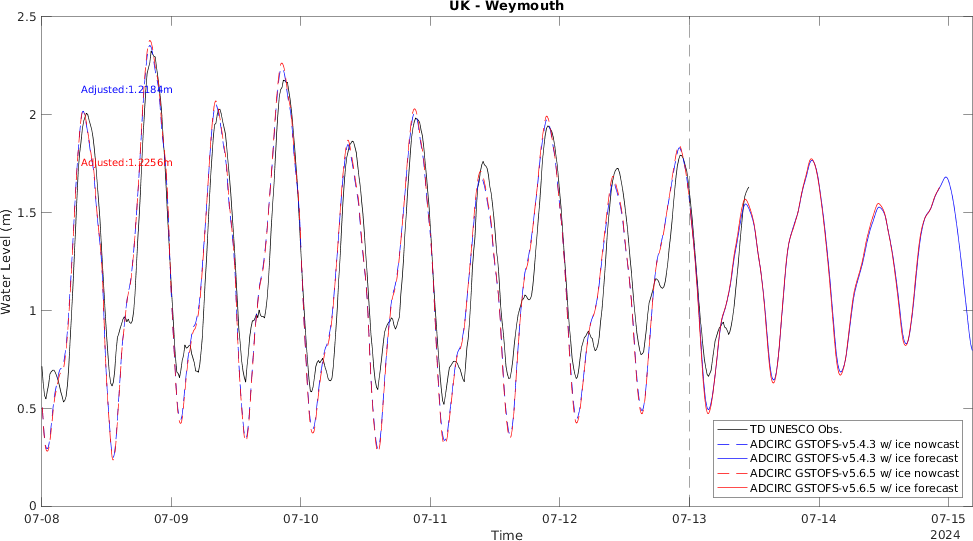 UK - Weymouth
2.5
2
1.5
1
0.5
0
Water Level (m)
Adjusted:1.2184m
Adjusted:1.2256m
TD UNESCO Obs.
ADCIRC GSTOFS-v5.4.3 w/ ice nowcast
ADCIRC GSTOFS-v5.4.3 w/ ice forecast
ADCIRC GSTOFS-v5.6.5 w/ ice nowcast
ADCIRC GSTOFS-v5.6.5 w/ ice forecast
07-08 07-09 07-10 07-11 07-12 07-13 07-14 07-15
Time
2024